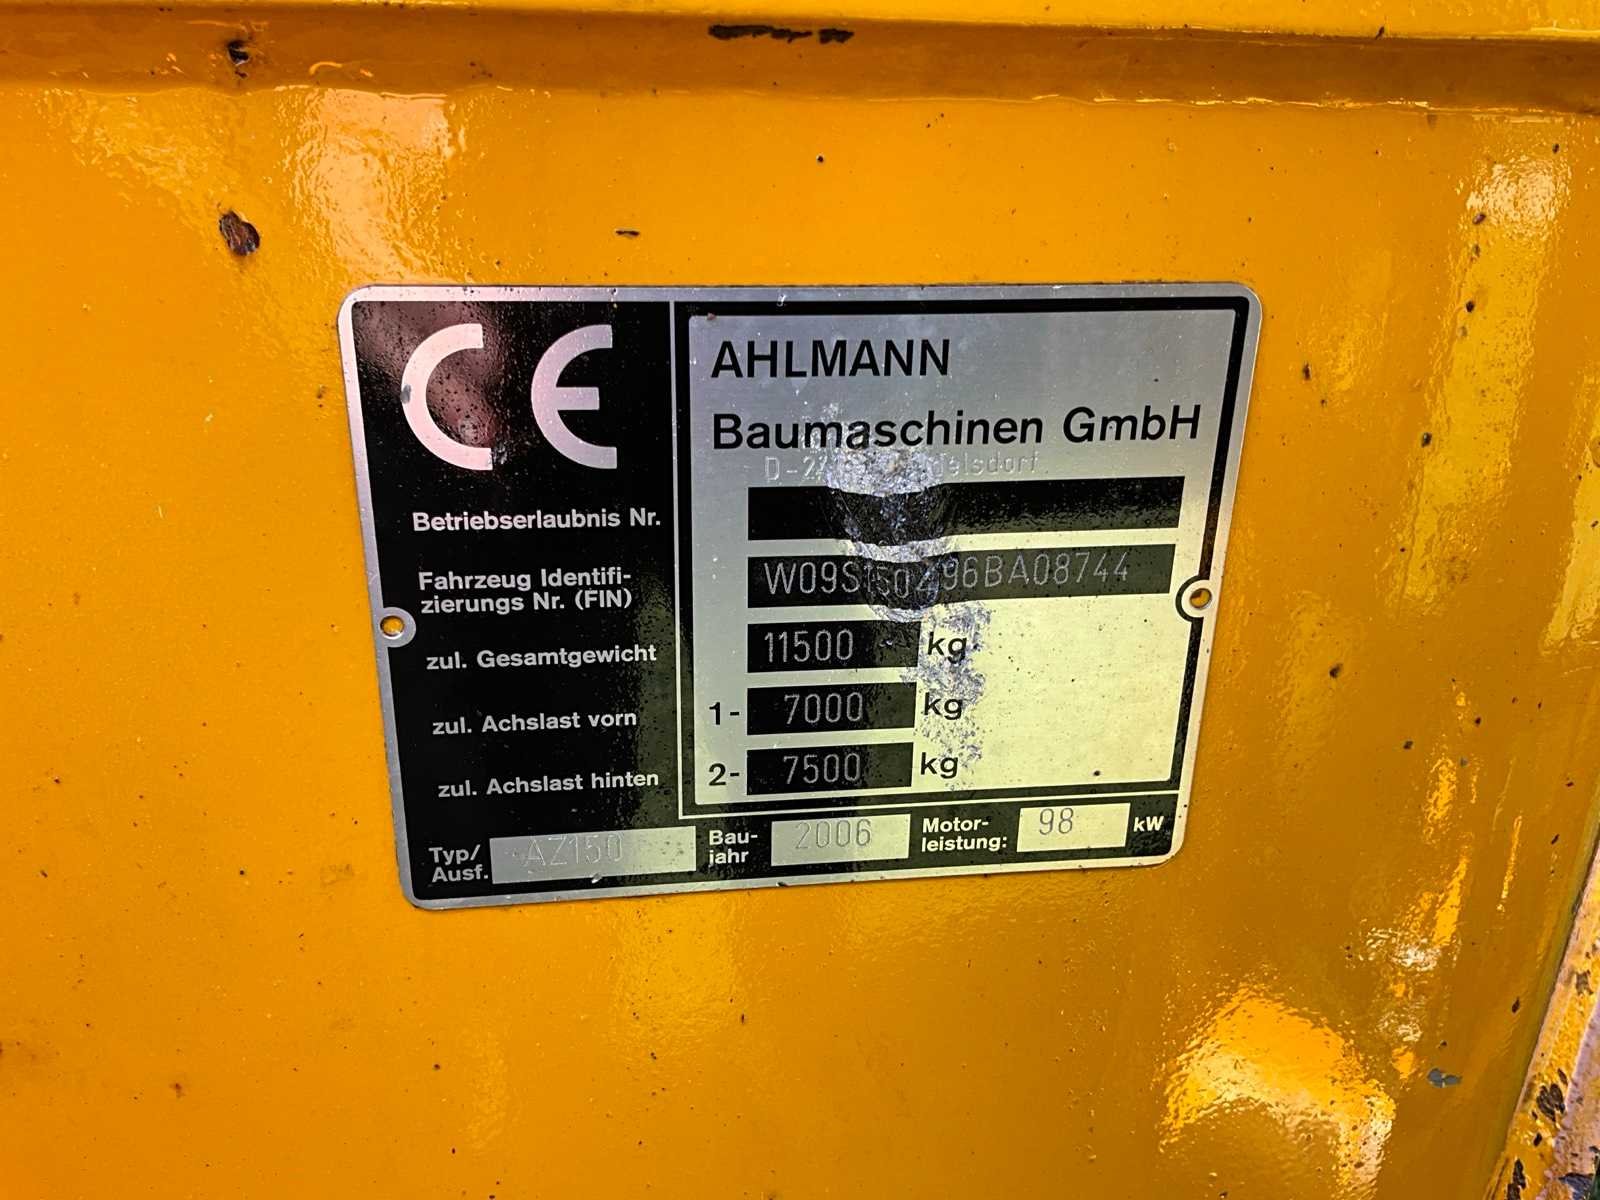 CE
AHLMANN
Baumaschinen GmbH
Betriebserlaubnis Nr.
Fahrzeug Identifi-
zierungs Nr. (FIN)
W09S150Z96BA08744
zul. Gesamtgewicht
11500 kg
zul. Achslast vorn
1- 7000 kg
zul. Achslast hinten
2- 7500 kg
Typ/
Ausf.
AZ150
Bau-
jahr
2006
Motor-
leistung:
98 kW